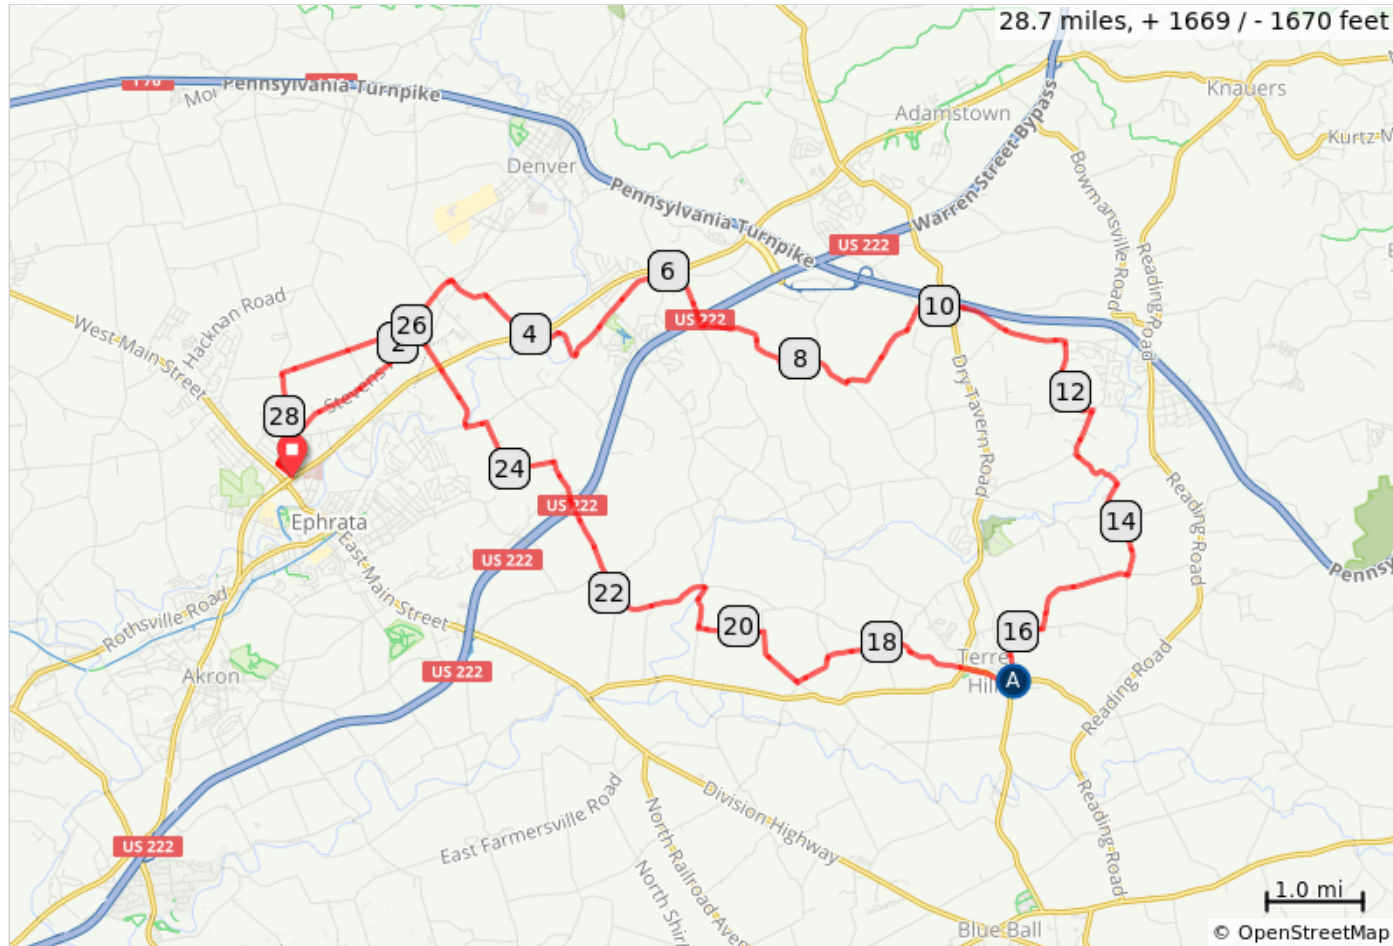 28.7 miles, + 1669 / - 1670 feet
Pennsylvania Turnpike
Knauers
Adamstown
Denver
Warren Street Bypass
Bowmansville Road
Pennsylvania Turnpike
US 222
Reading Road
6
Hacknan Road
West Main Street
10
US 222
26
4
8
Dry Tavern Road
12
28
24
Reading Road
US 222
14
Ephrata
US 222
East Main Street
22
Rothsville Road
20
16
18
Terre
Hill
US 222
Akron
A
Reading Road
Division Highway
East Farmersville Road
North Railroad Ave
Reading Road
US 222
1.0 mi
Blue Ball
© OpenStreetMap